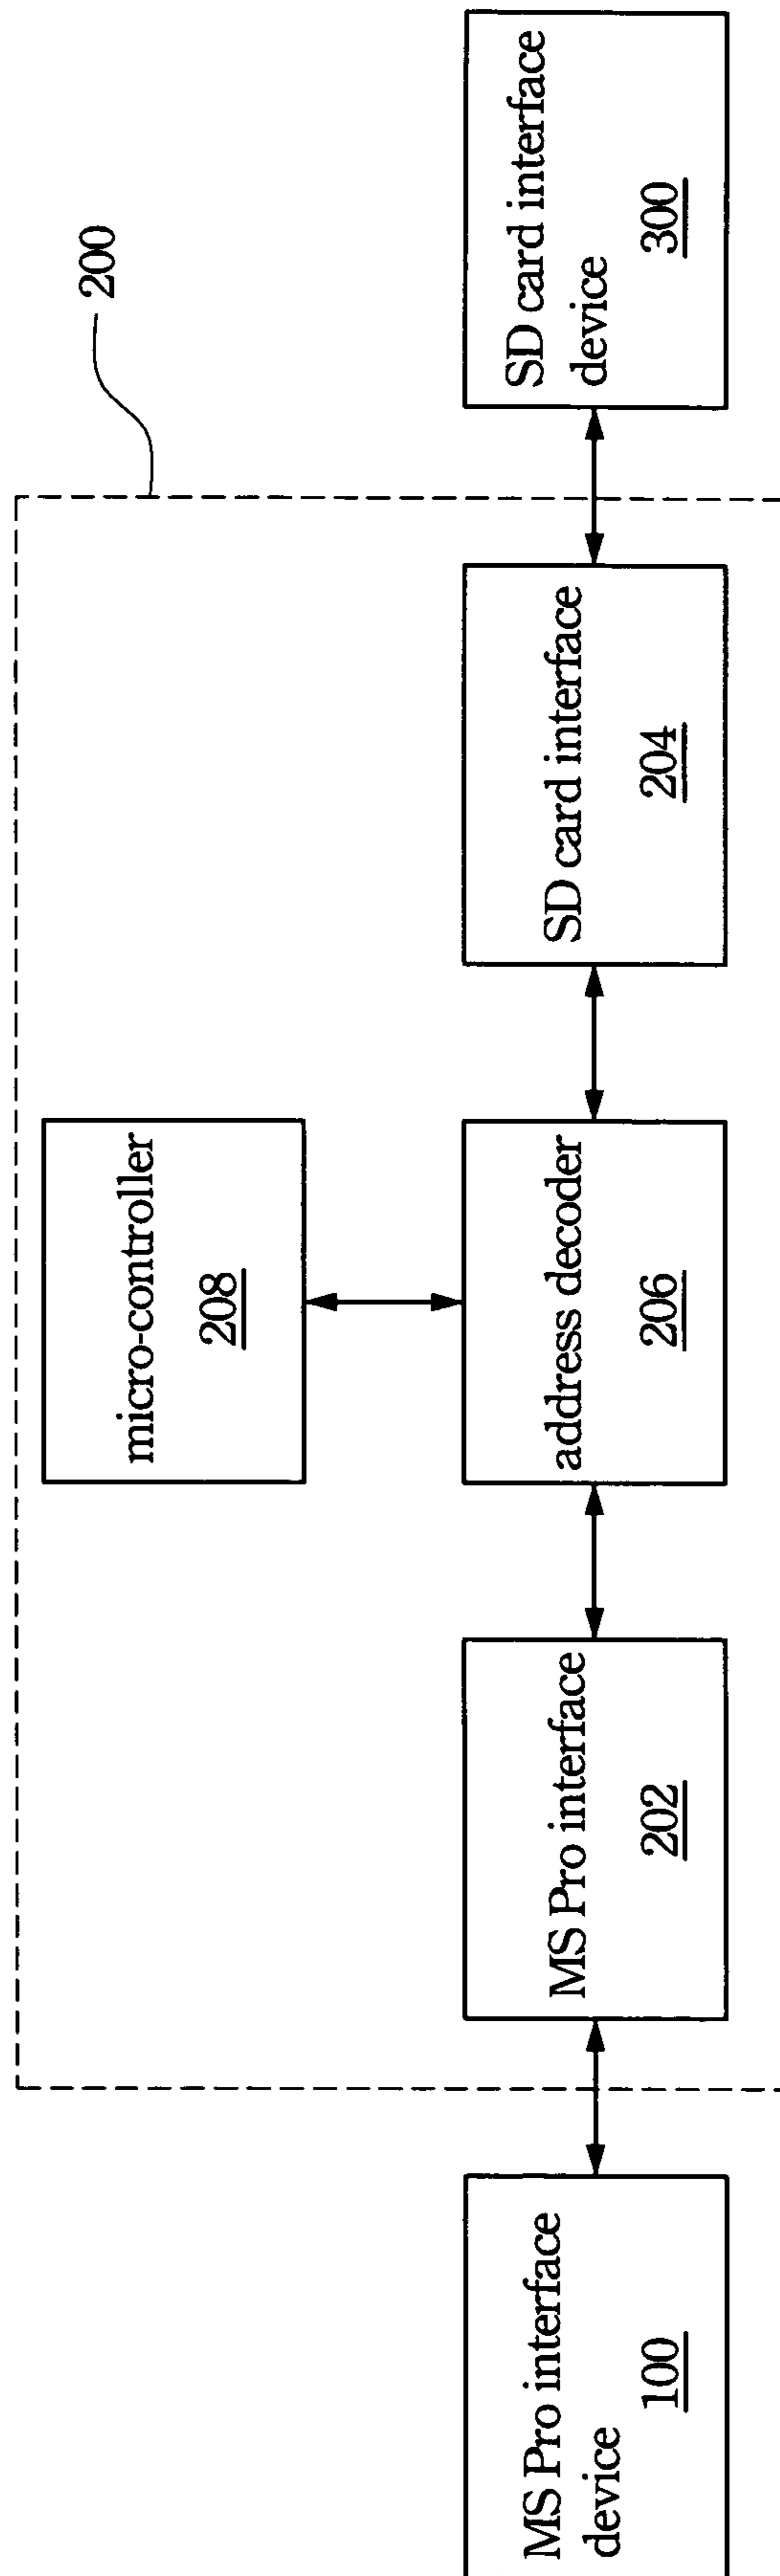 200
micro-controller
208
MS Pro interface
device
100
MS Pro interface
202
address decoder
206
SD card interface
204
SD card interface
device
300